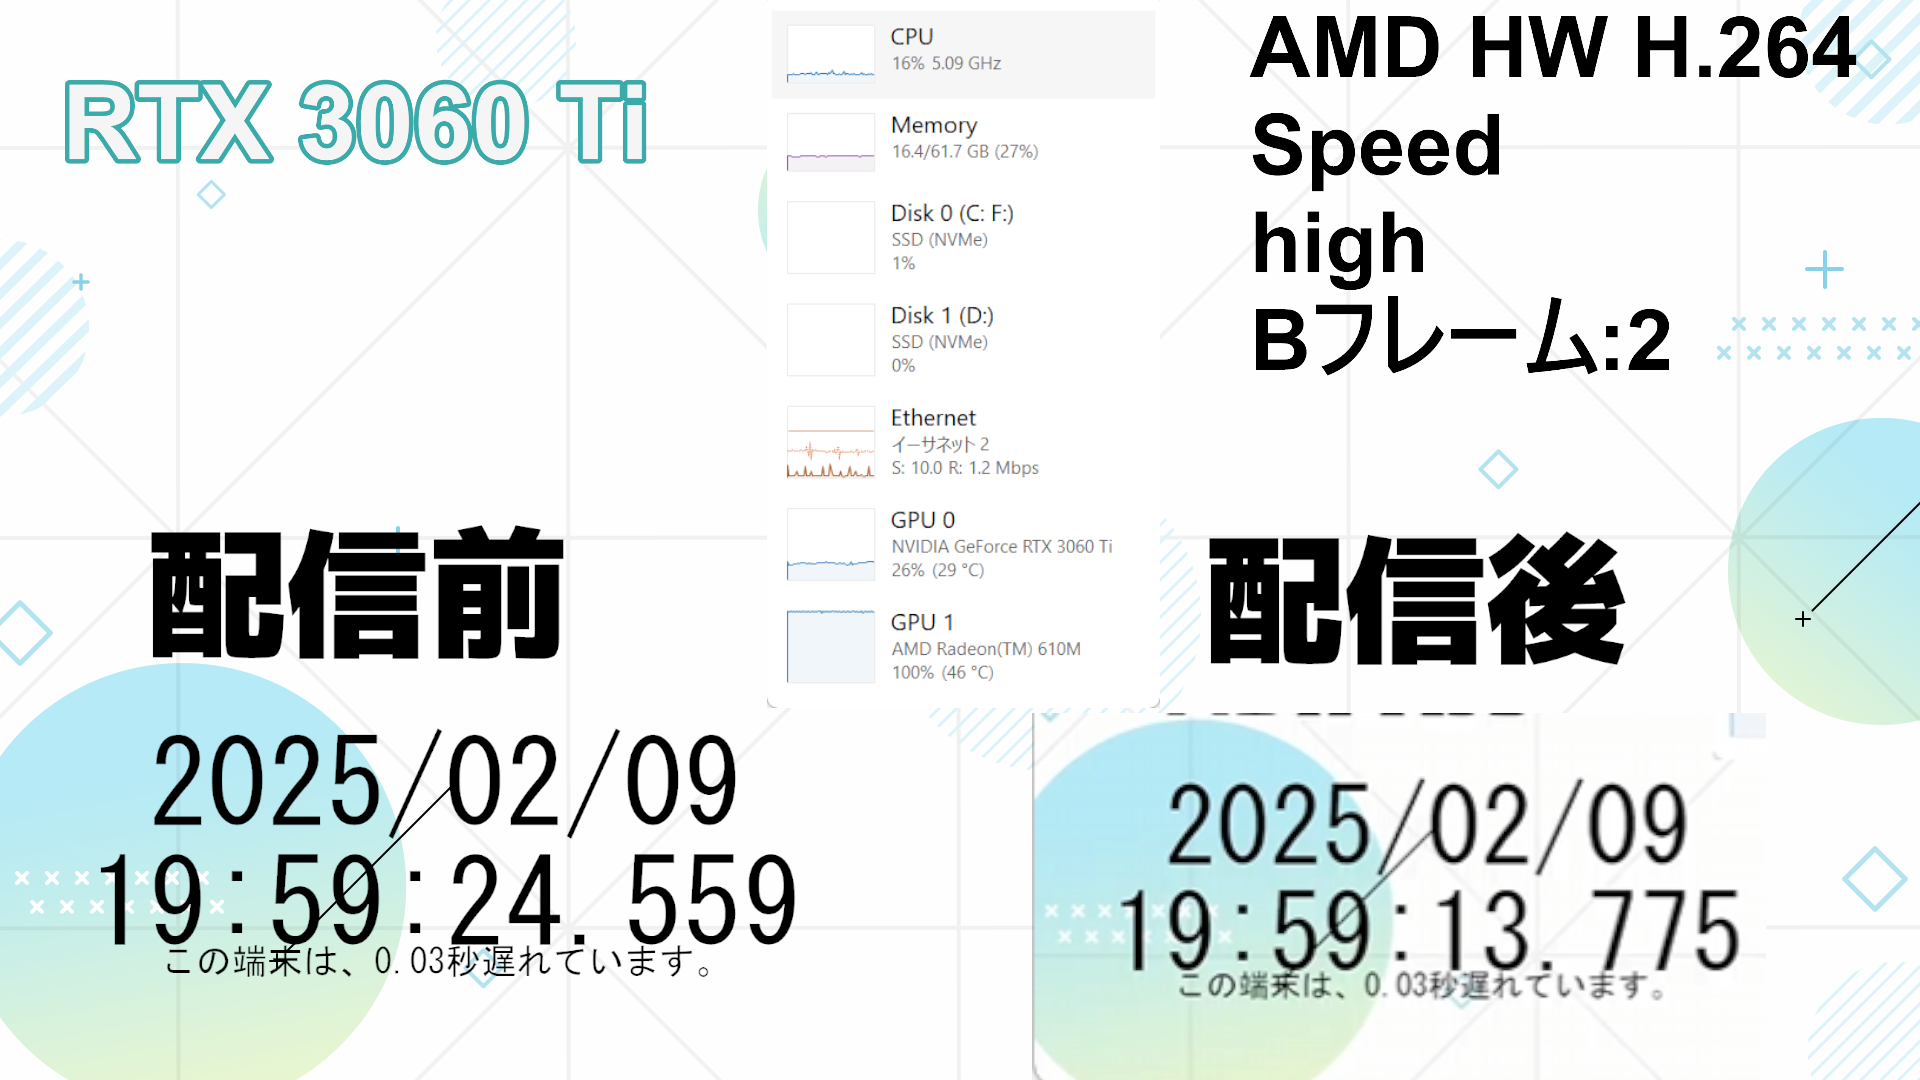 RTX 3060 Ti
CPU
16% 5.09 GHz
Memory
16.4/61.7 GB (27%)
Disk 0 (C: F:)
SSD (NVMe)
1%
Disk 1 (D:)
SSD (NVMe)
0%
Ethernet
イーサネット 2
S: 10.0 R: 1.2 Mbps
GPU 0
NVIDIA GeForce RTX 3060 Ti
26% (29 °C)
GPU 1
AMD Radeon(TM) 610M
100% (46 °C)
AMD HW H.264
Speed
high
Bフレーム:2
配信前
2025/02/09
19:59:24.559
この端末は、0.03秒遅れています。
配信後
2025/02/09
19:59:13.775
この端末は、0.03秒遅れています。